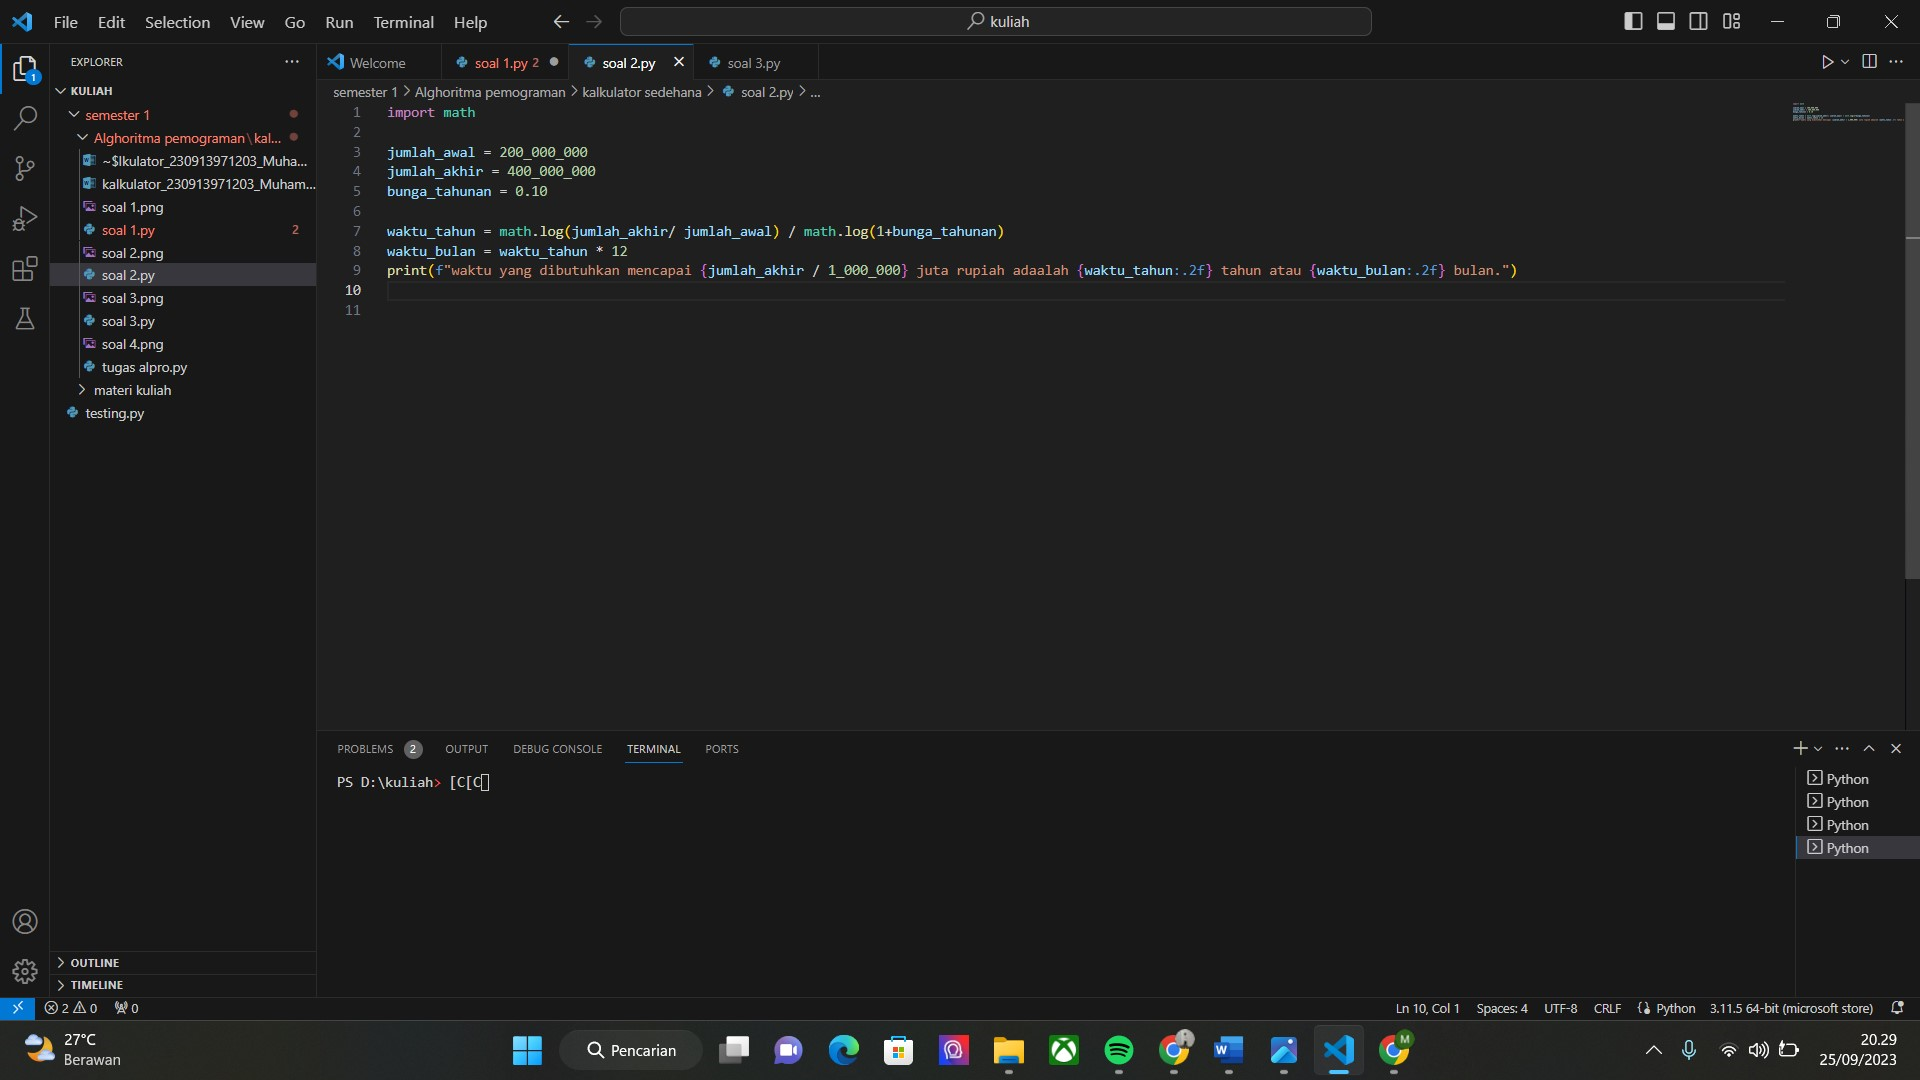 File Edit Selection View Go Run Terminal Help
kuliah
EXPLORER
KULIAH
semester 1
Alghoritma pemograman\kal...
~$lkulator_230913971203_Muha...
kalkulator_230913971203_Muham...
soal 1.png
soal 1.py 2
soal 2.png
soal 2.py
soal 3.png
soal 3.py
soal 4.png
tugas alpro.py
materi kuliah
testing.py
OUTLINE
TIMELINE
1
Welcome soal 1.py 2 soal 2.py soal 3.py
semester 1 > Alghoritma pemograman > kalkulator sedehana > soal 2.py > ...
1 import math
2
3 jumlah_awal = 200_000_000
4 jumlah_akhir = 400_000_000
5 bunga_tahunan = 0.10
6
7 waktu_tahun = math.log(jumlah_akhir/ jumlah_awal) / math.log(1+bunga_tahunan)
8 waktu_bulan = waktu_tahun * 12
9 print(f"waktu yang dibutuhkan mencapai {jumlah_akhir / 1_000_000} juta rupiah adaalah {waktu_tahun:.2f} tahun atau {waktu_bulan:.2f} bulan.")
10
11
PROBLEMS 2 OUTPUT DEBUG CONSOLE TERMINAL PORTS
PS D:\kuliah> [C[C
Python
Python
Python
Python
2 0 0
Ln 10, Col 1 Spaces: 4 UTF-8 CRLF {} Python 3.11.5 64-bit (microsoft store)
27°C
Berawan
Pencarian
M
20.29
25/09/2023